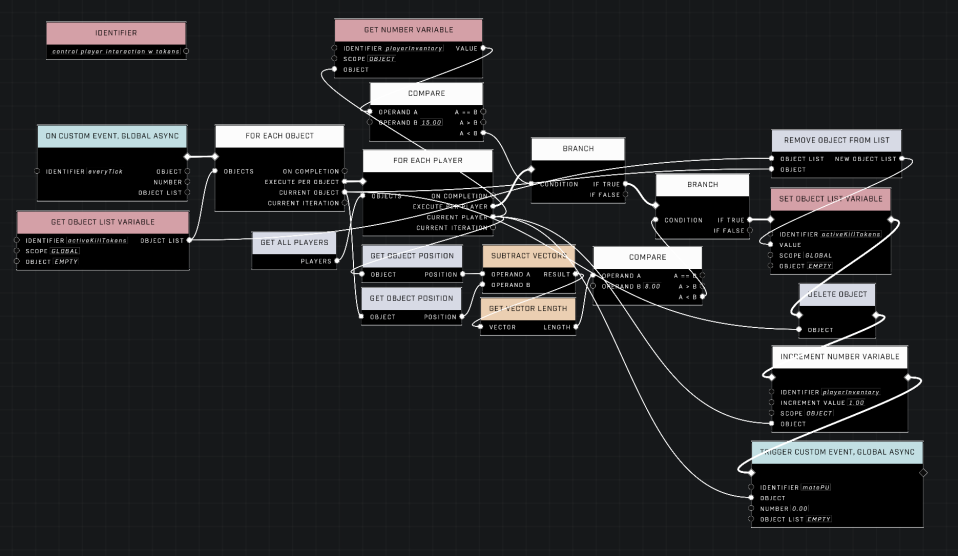 IDENTIFIER
control player interaction w tokens
GET NUMBER VARIABLE
IDENTIFIER playerInventory VALUE
SCOPE OBJECT
OBJECT
COMPARE
OPERAND A A == B
OPERAND B 15.00 A > B
A < B
ON CUSTOM EVENT, GLOBAL ASYNC
IDENTIFIER everyTick OBJECT
NUMBER
OBJECT LIST
FOR EACH OBJECT
OBJECTS ON COMPLETION
EXECUTE PER OBJECT
CURRENT OBJECT
CURRENT ITERATION
FOR EACH PLAYER
OBJECTS ON COMPLETION
EXECUTE PER PLAYER
CURRENT PLAYER
CURRENT ITERATION
BRANCH
CONDITION IF TRUE
IF FALSE
BRANCH
CONDITION IF TRUE
IF FALSE
REMOVE OBJECT FROM LIST
OBJECT LIST NEW OBJECT LIST
OBJECT
GET OBJECT LIST VARIABLE
IDENTIFIER activeKillTokens OBJECT LIST
SCOPE GLOBAL
OBJECT EMPTY
GET ALL PLAYERS
PLAYERS
GET OBJECT POSITION
OBJECT POSITION
GET OBJECT POSITION
OBJECT POSITION
SUBTRACT VECTORS
OPERAND A RESULT
OPERAND B
GET VECTOR LENGTH
VECTOR LENGTH
COMPARE
OPERAND A A == B
OPERAND B 8.00 A > B
A < B
SET OBJECT LIST VARIABLE
IDENTIFIER activeKillTokens
VALUE
SCOPE GLOBAL
OBJECT EMPTY
DELETE OBJECT
OBJECT
INCREMENT NUMBER VARIABLE
IDENTIFIER playerInventory
INCREMENT VALUE 1.00
SCOPE OBJECT
OBJECT
TRIGGER CUSTOM EVENT, GLOBAL ASYNC
IDENTIFIER motePU
OBJECT
NUMBER 0.00
OBJECT LIST EMPTY